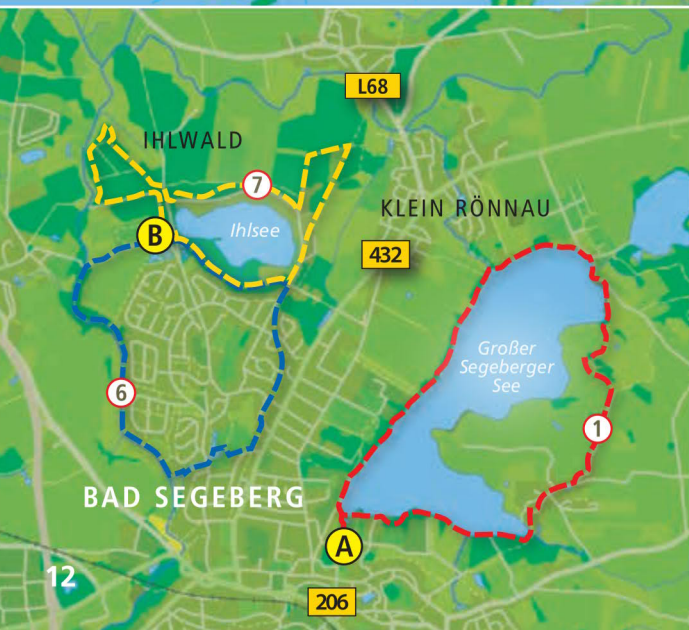 L68
IHLWALD
7
KLEIN RÖNNAU
Ihlsee
B
432
Großer
Segeberger
See
6
1
BAD SEGEBERG
A
12
206